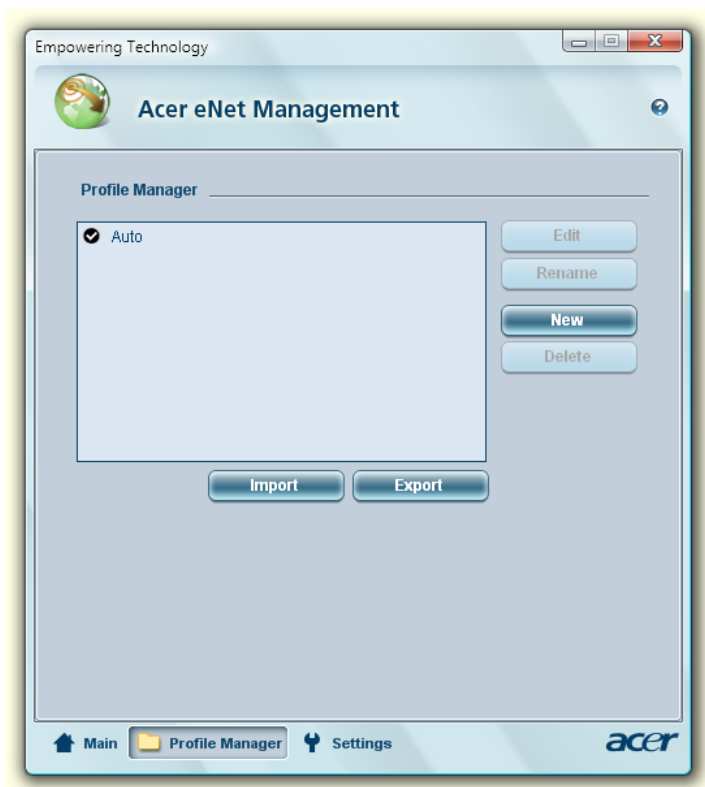 Empowering Technology
Acer eNet Management
Profile Manager
Auto
Edit
Rename
New
Delete
Import
Export
Main
Profile Manager
Settings
acer